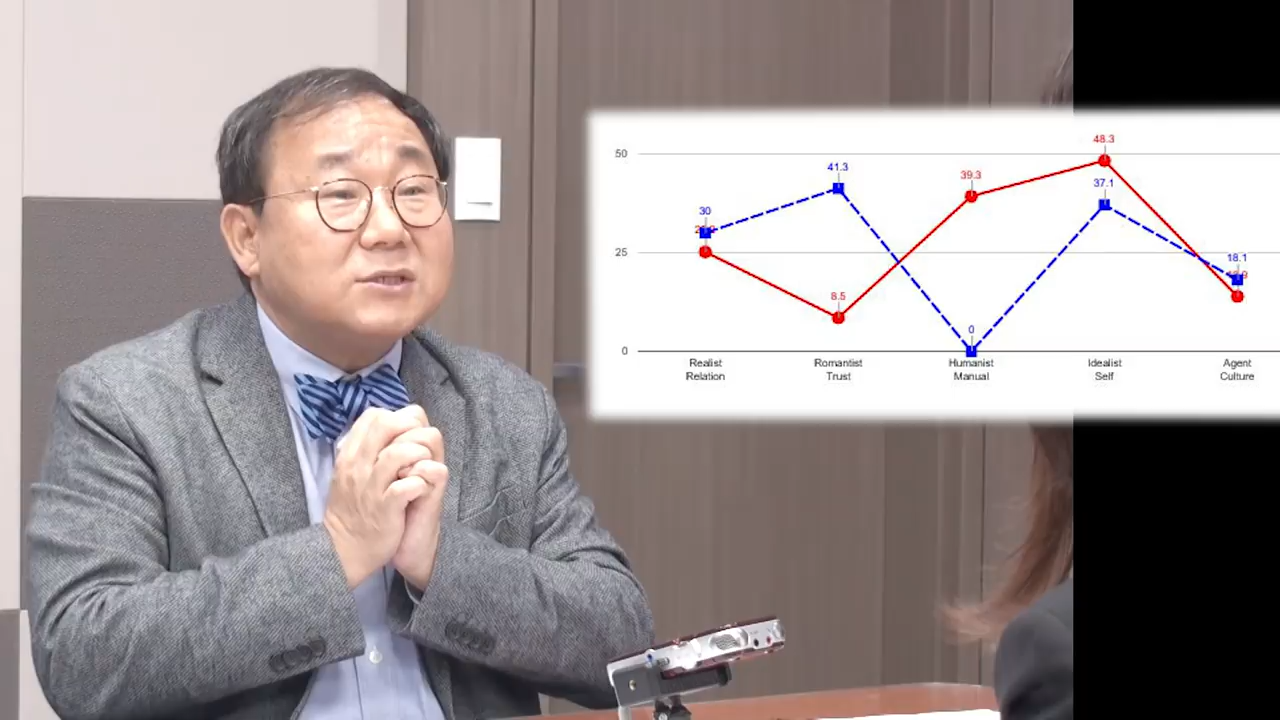 50
25
0
30
41.3
8.5
39.3
0
48.3
37.1
18.1
Realist
Relation
Romantist
Trust
Humanist
Manual
Idealist
Self
Agent
Culture